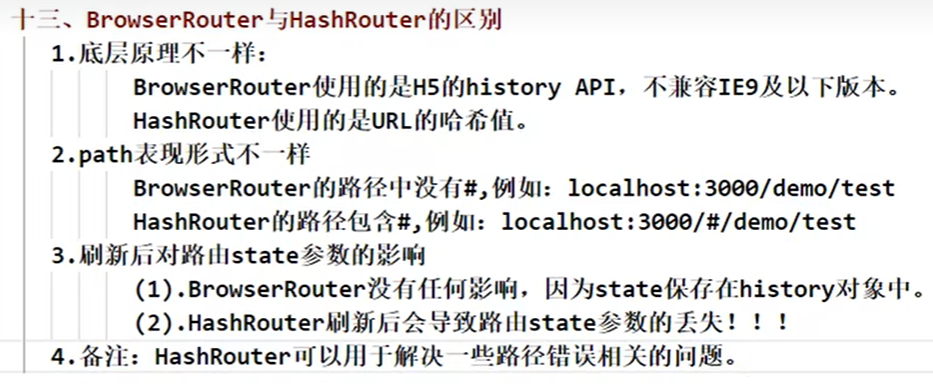 十三、BrowserRouter与HashRouter的区别
1.底层原理不一样：
BrowserRouter使用的是H5的history API，不兼容IE9及以下版本。
HashRouter使用的是URL的哈希值。
2.path表现形式不一样
BrowserRouter的路径中没有#,例如：localhost:3000/demo/test
HashRouter的路径包含#,例如：localhost:3000/#/demo/test
3.刷新后对路由state参数的影响
(1).BrowserRouter没有任何影响，因为state保存在history对象中。
(2).HashRouter刷新后会导致路由state参数的丢失！！！
4.备注：HashRouter可以用于解决一些路径错误相关的问题。